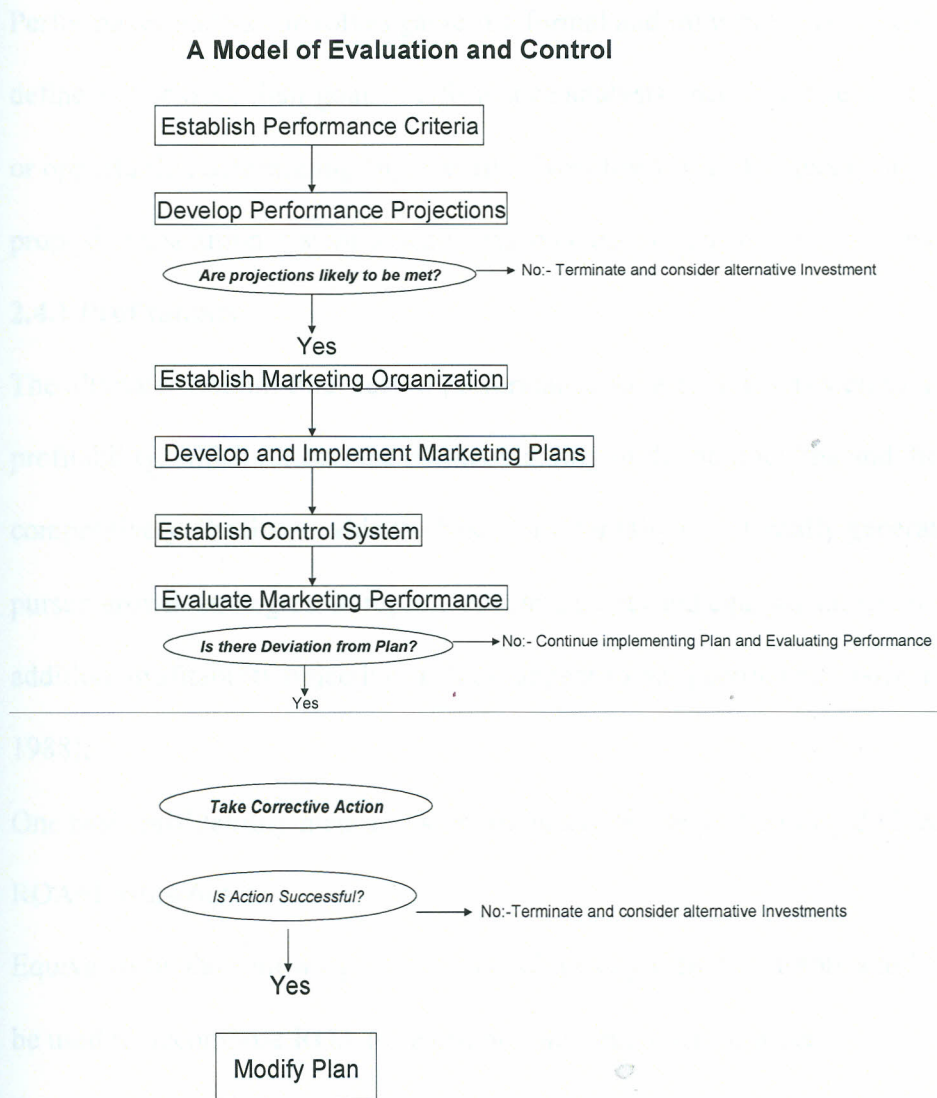 A Model of Evaluation and Control
Establish Performance Criteria
Develop Performance Projections
Are projections likely to be met?
No:- Terminate and consider alternative Investment
Yes
Establish Marketing Organization
Develop and Implement Marketing Plans
Establish Control System
Evaluate Marketing Performance
Is there Deviation from Plan?
No:- Continue implementing Plan and Evaluating Performance
Yes
Take Corrective Action
Is Action Successful?
No:-Terminate and consider alternative Investments
Yes
Modify Plan